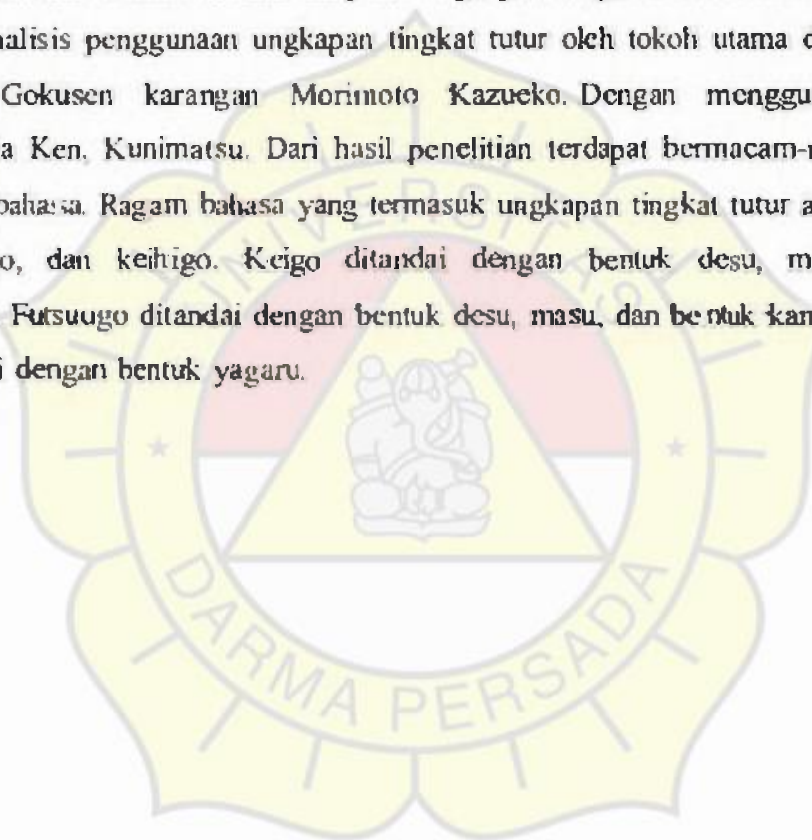 nalisis penggunaan ungkapan tingkat tutur oleh tokoh utama d
Gokusen karangan Morimoto Kazueko. Dengan menggu
a Ken. Kunimatsu. Dari hasil penelitian terdapat bermacam-
bahasa. Ragam bahasa yang termasuk ungkapan tingkat tutur a
o, dan keihigo. Keigo ditandai dengan bentuk desu, m
Futsuugo ditandai dengan bentuk desu, masu, dan bentuk kam
i dengan bentuk yagaru.
UNIVERSITAS
DARMA PERSADA